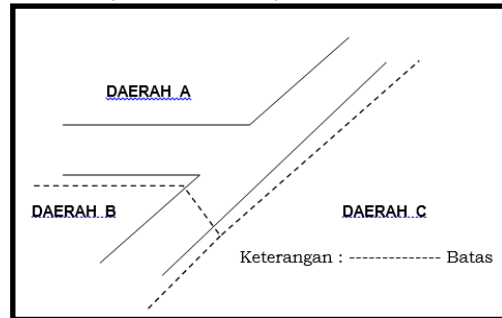 DAERAH A
DAERAH B
DAERAH C
Keterangan : ------------- Batas